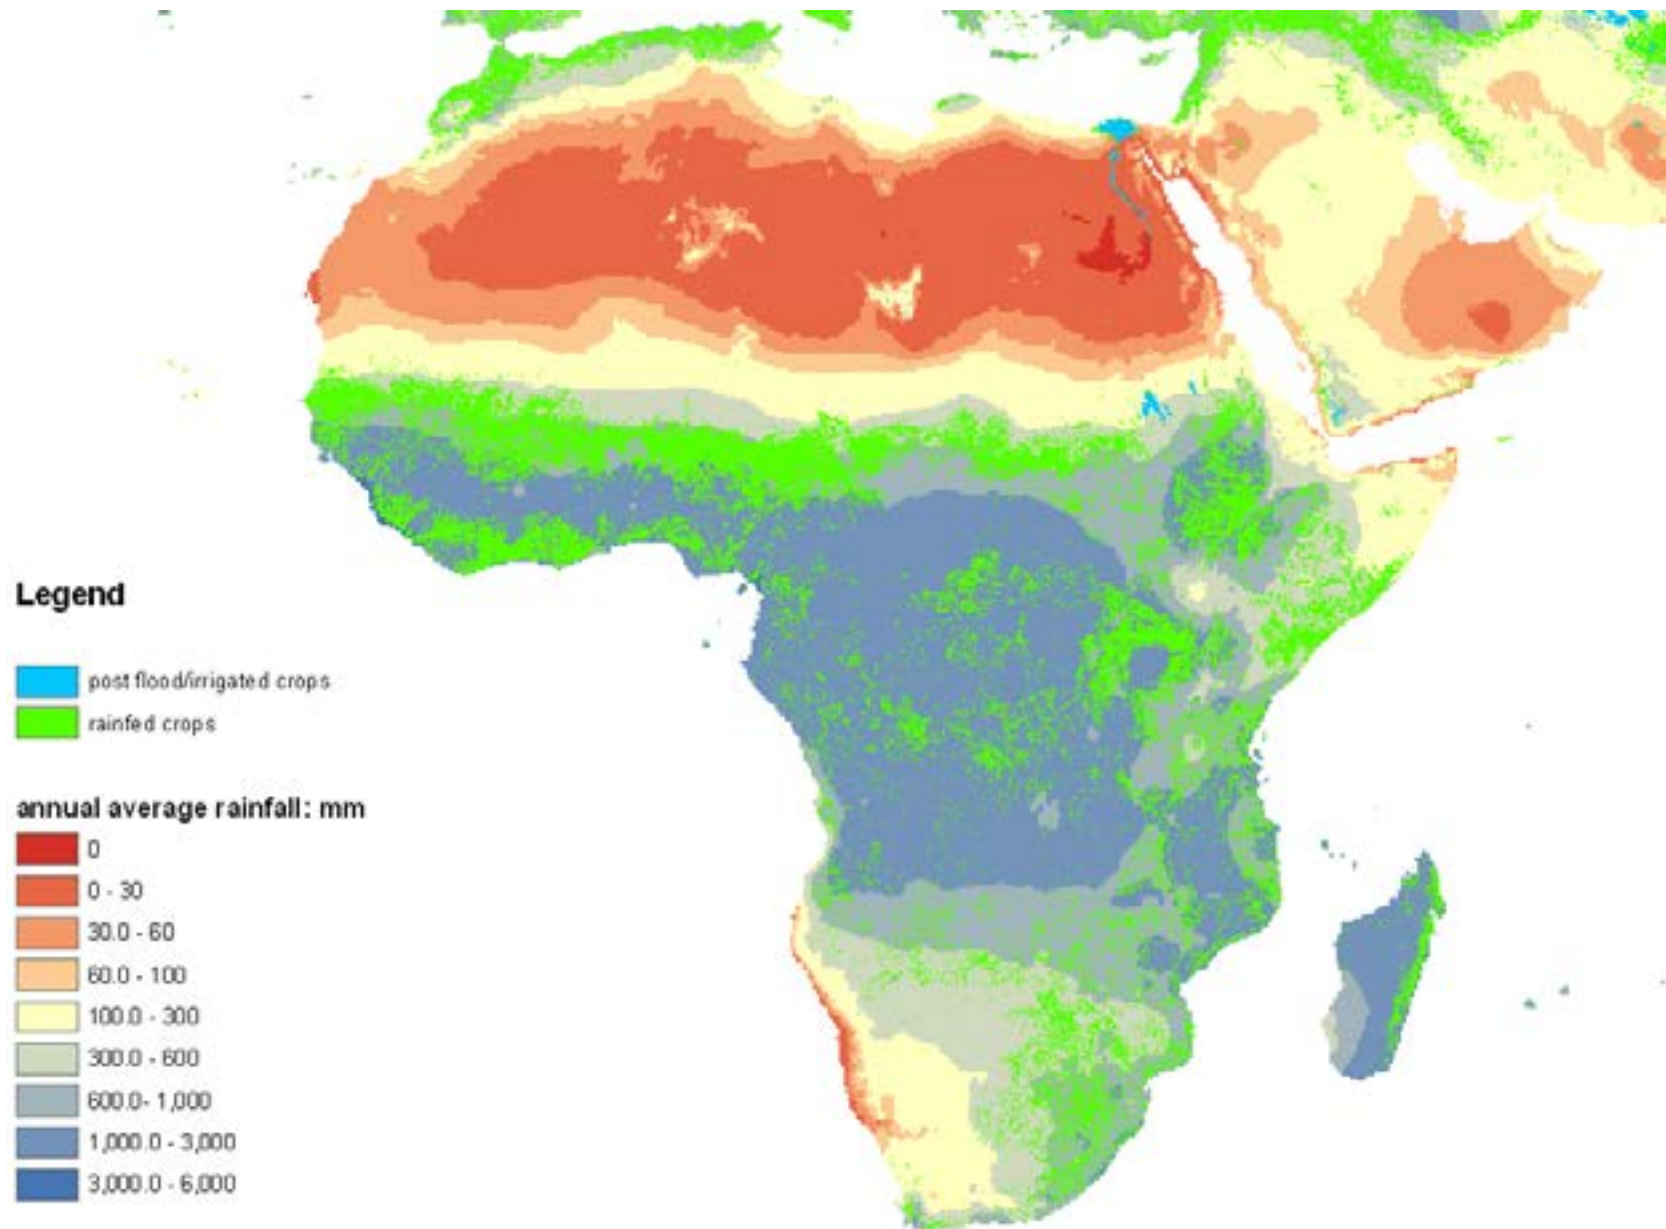 Legend
post flood/irrigated crops
rainfed crops
annual average rainfall: mm
0
0 - 30
30.0 - 60
60.0 - 100
100.0 - 300
300.0 - 600
600.0- 1,000
1,000.0 - 3,000
3,000.0 - 6,000